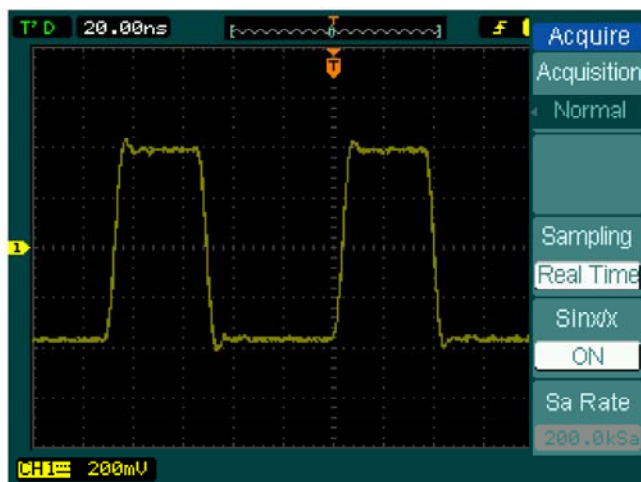 T'D 20.00ns
T
T
1
Acquire
Acquisition
Normal
Sampling
Real Time
Sinx/x
ON
Sa Rate
200.0kSa
CH1 200mV